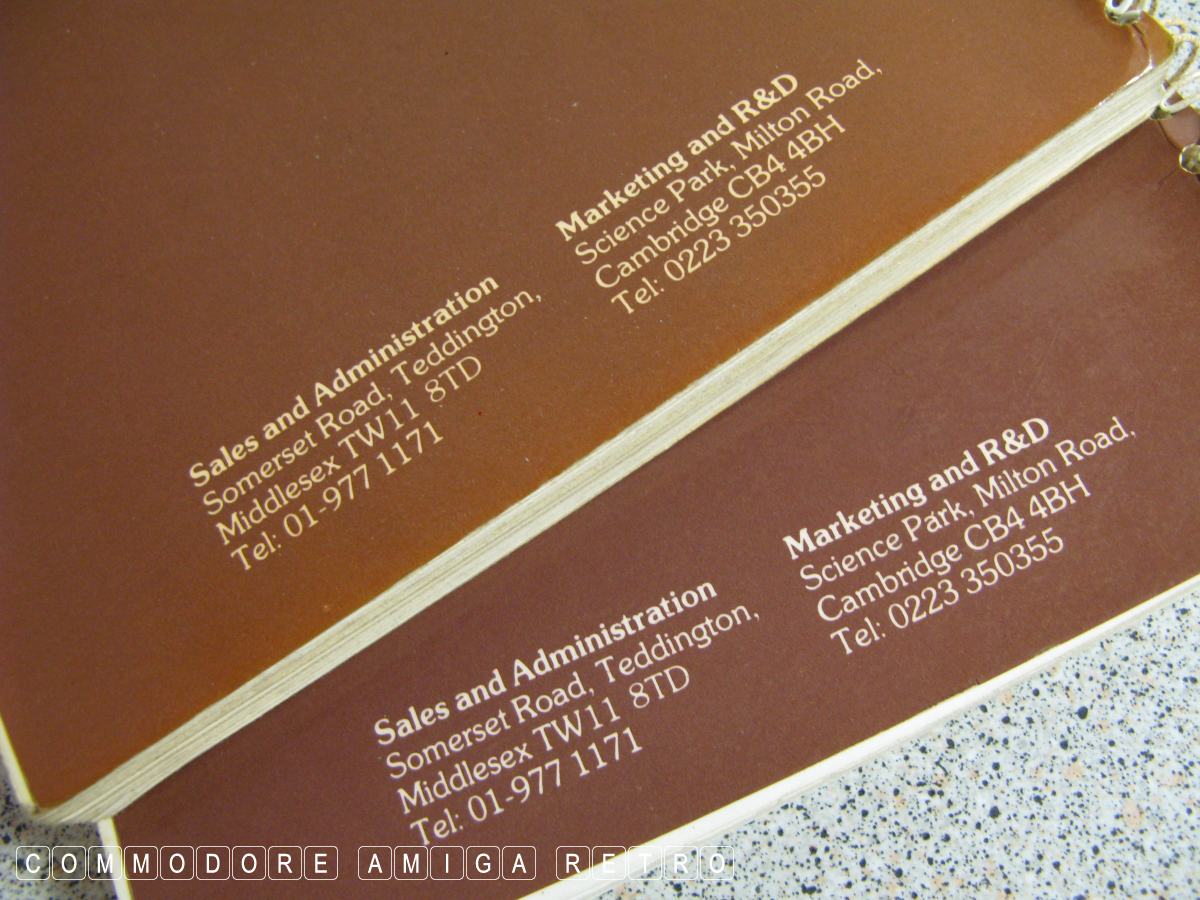 Marketing and R&D
Science Park, Milton Road,
Cambridge CB4 4BH
Tel: 0223 350355
Sales and Administration
Somerset Road, Teddington,
Middlesex TW11 8TD
Tel: 01-977 1171
Marketing and R&D
Science Park, Milton Road,
Cambridge CB4 4BH
Tel: 0223 350355
Sales and Administration
Somerset Road, Teddington,
Middlesex TW11 8TD
Tel: 01-977 1171
COMMODORE AMIGA RETRO